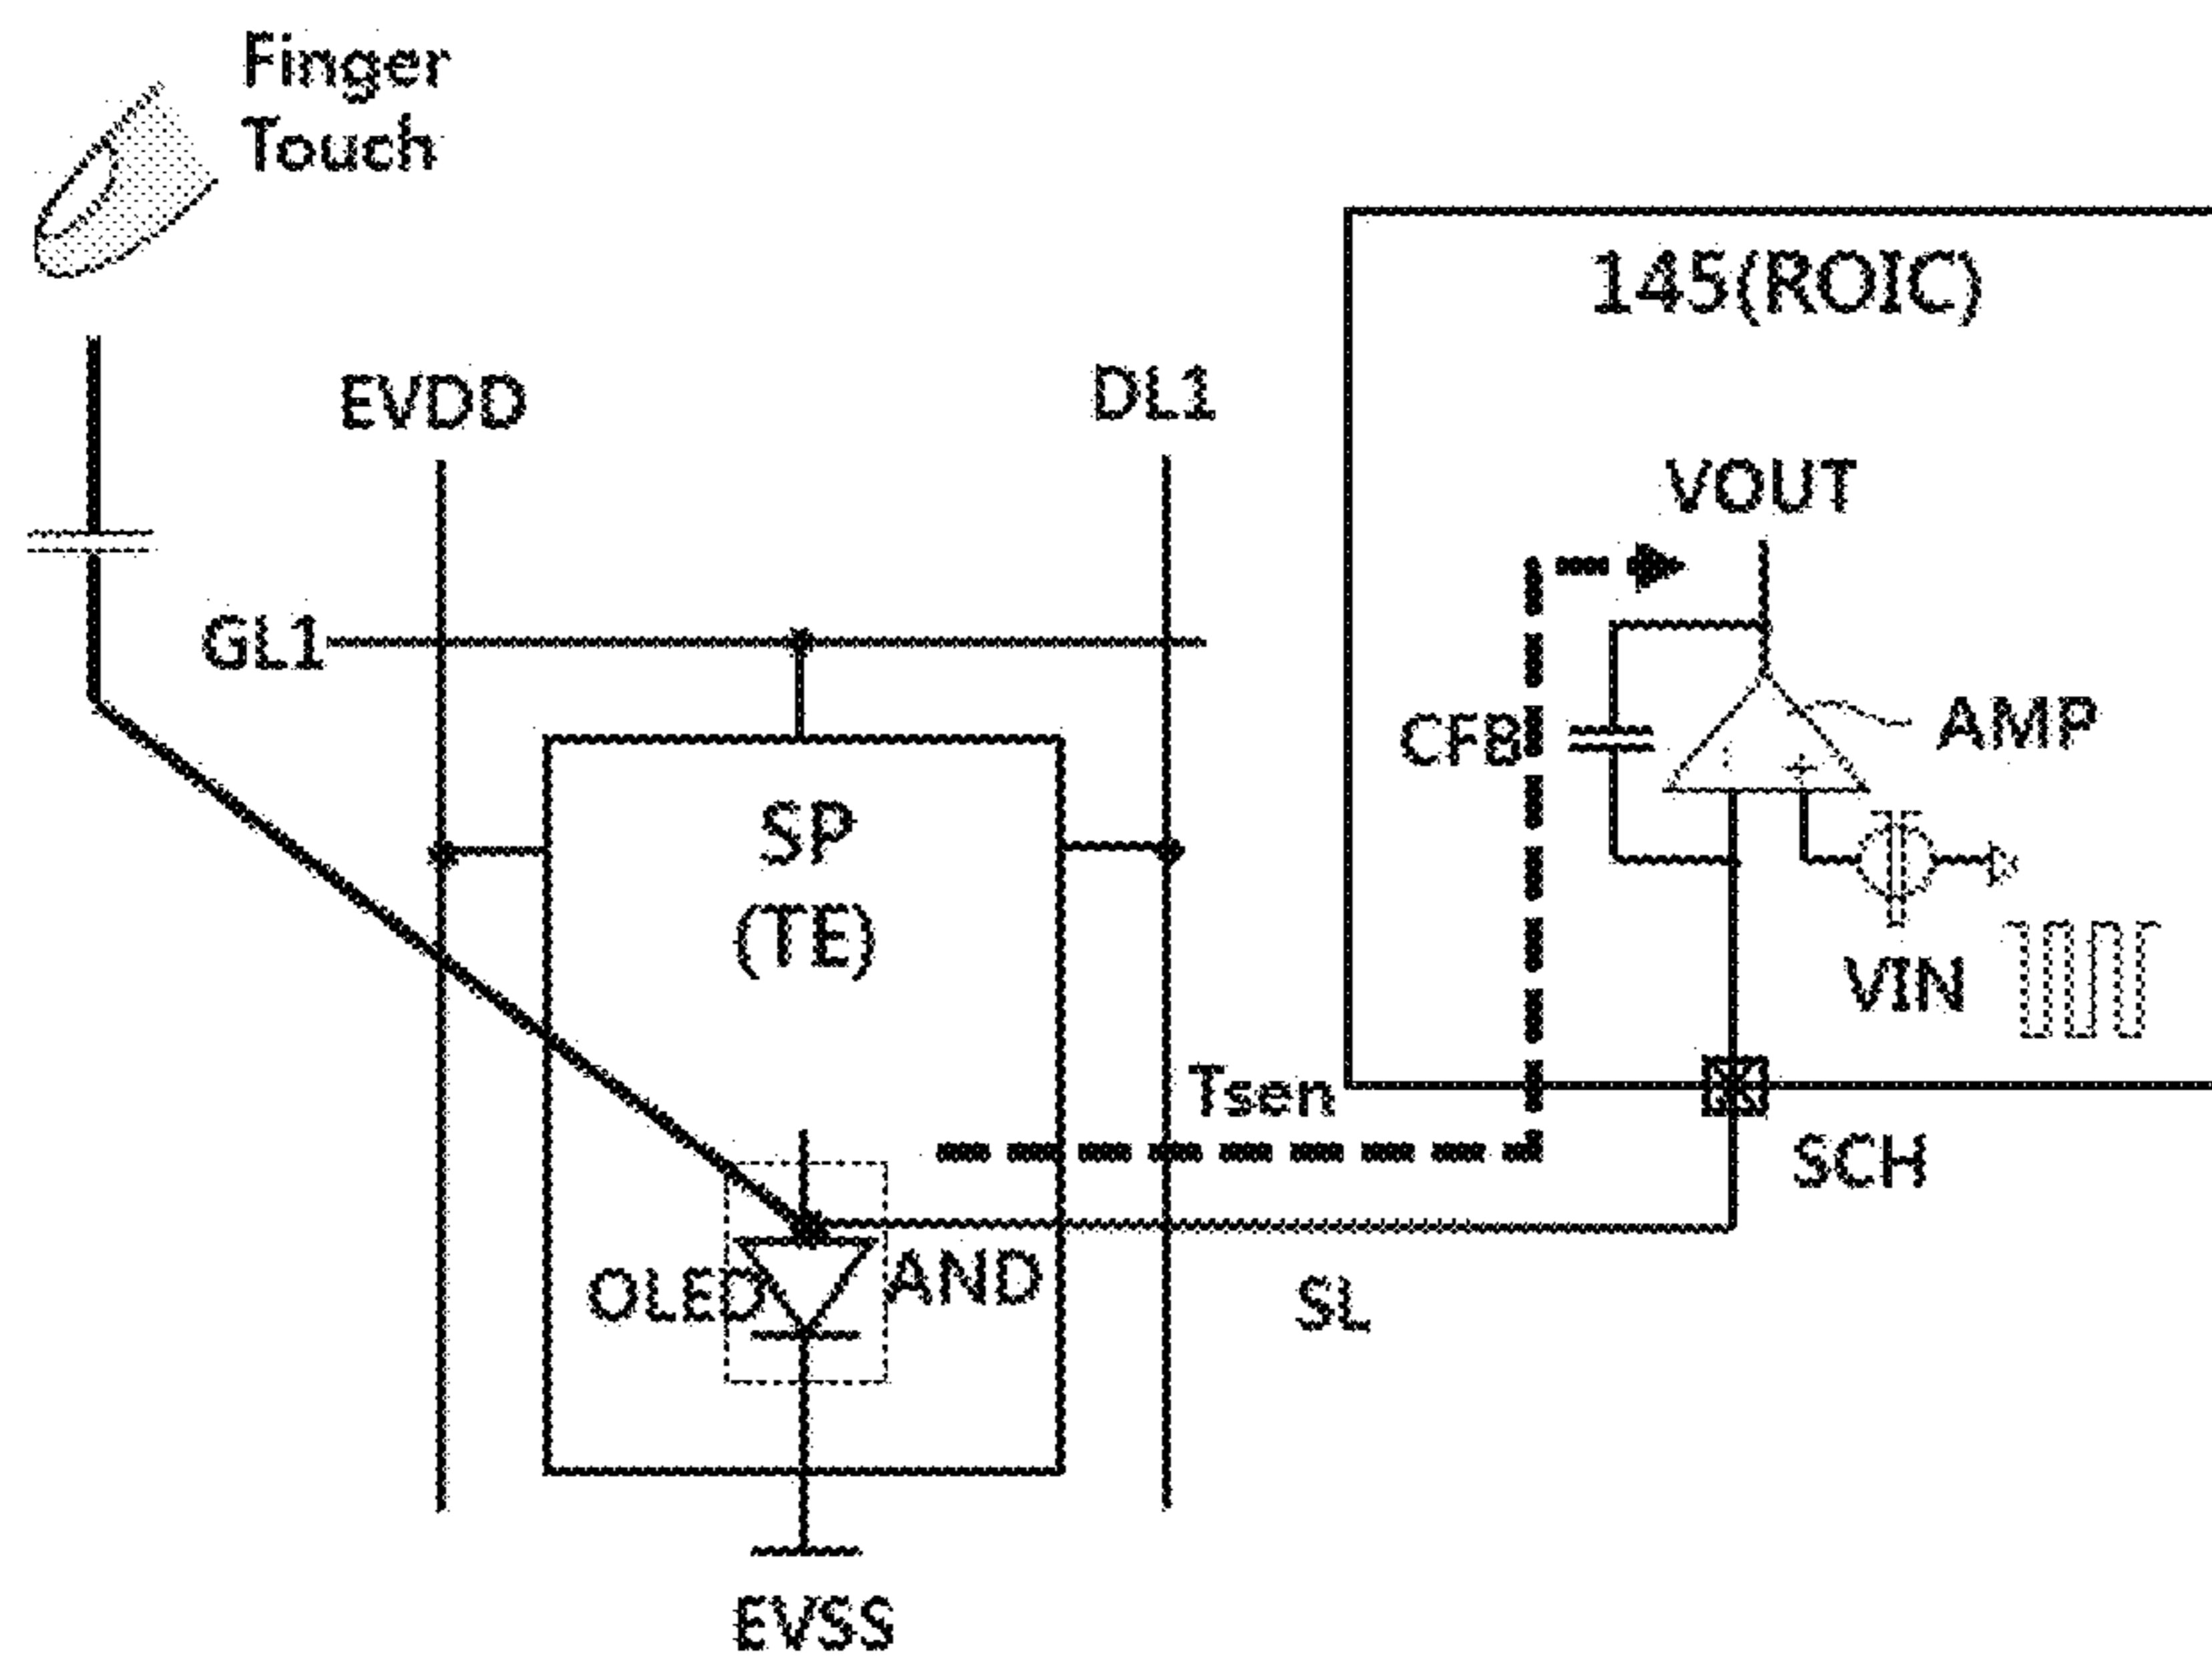 Finger
Touch
145(ROIC)
EVDD
DL1
VOUT
GL1
CFB
AMP
SP
(TE)
VIN
Tsen
SCH
OLED
AND
SL
EVSS